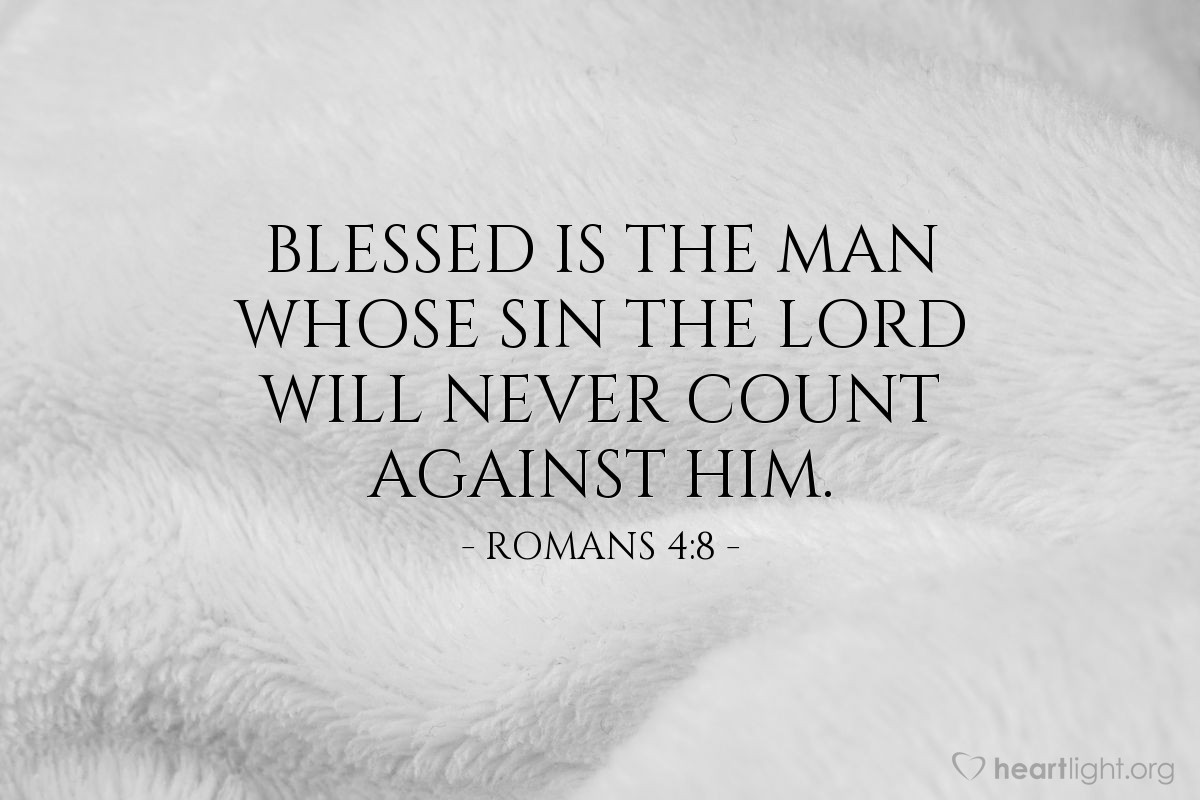 BLESSED IS THE MAN
WHOSE SIN THE LORD
WILL NEVER COUNT
AGAINST HIM.
- ROMANS 4:8 -
heartlight.org